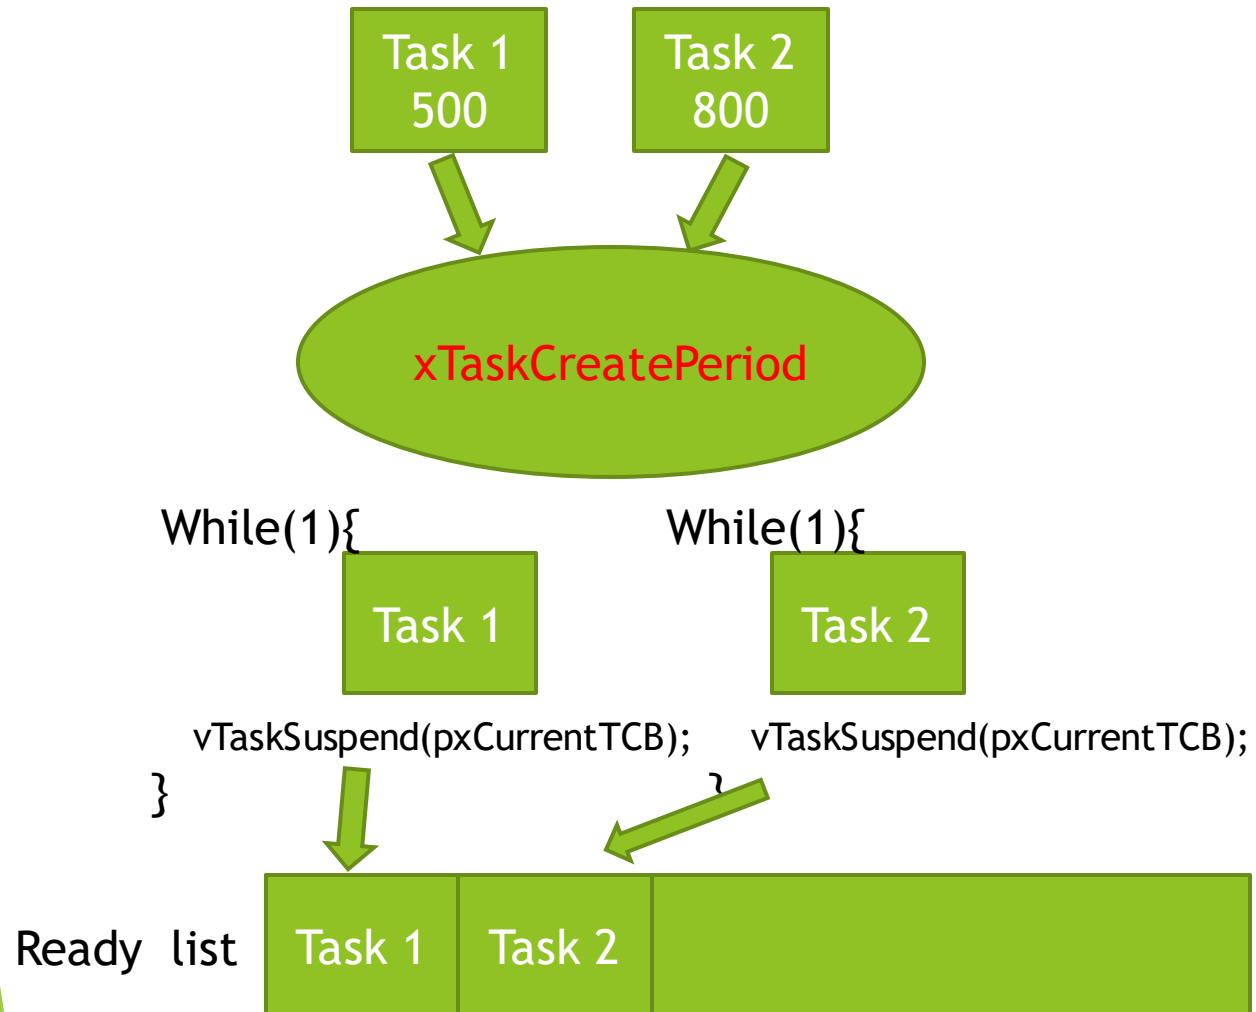 Task 1
500
Task 2
800
xTaskCreatePeriod
While(1){
Task 1
vTaskSuspend(pxCurrentTCB);
}
While(1){
Task 2
vTaskSuspend(pxCurrentTCB);
}
Ready list
Task 1
Task 2